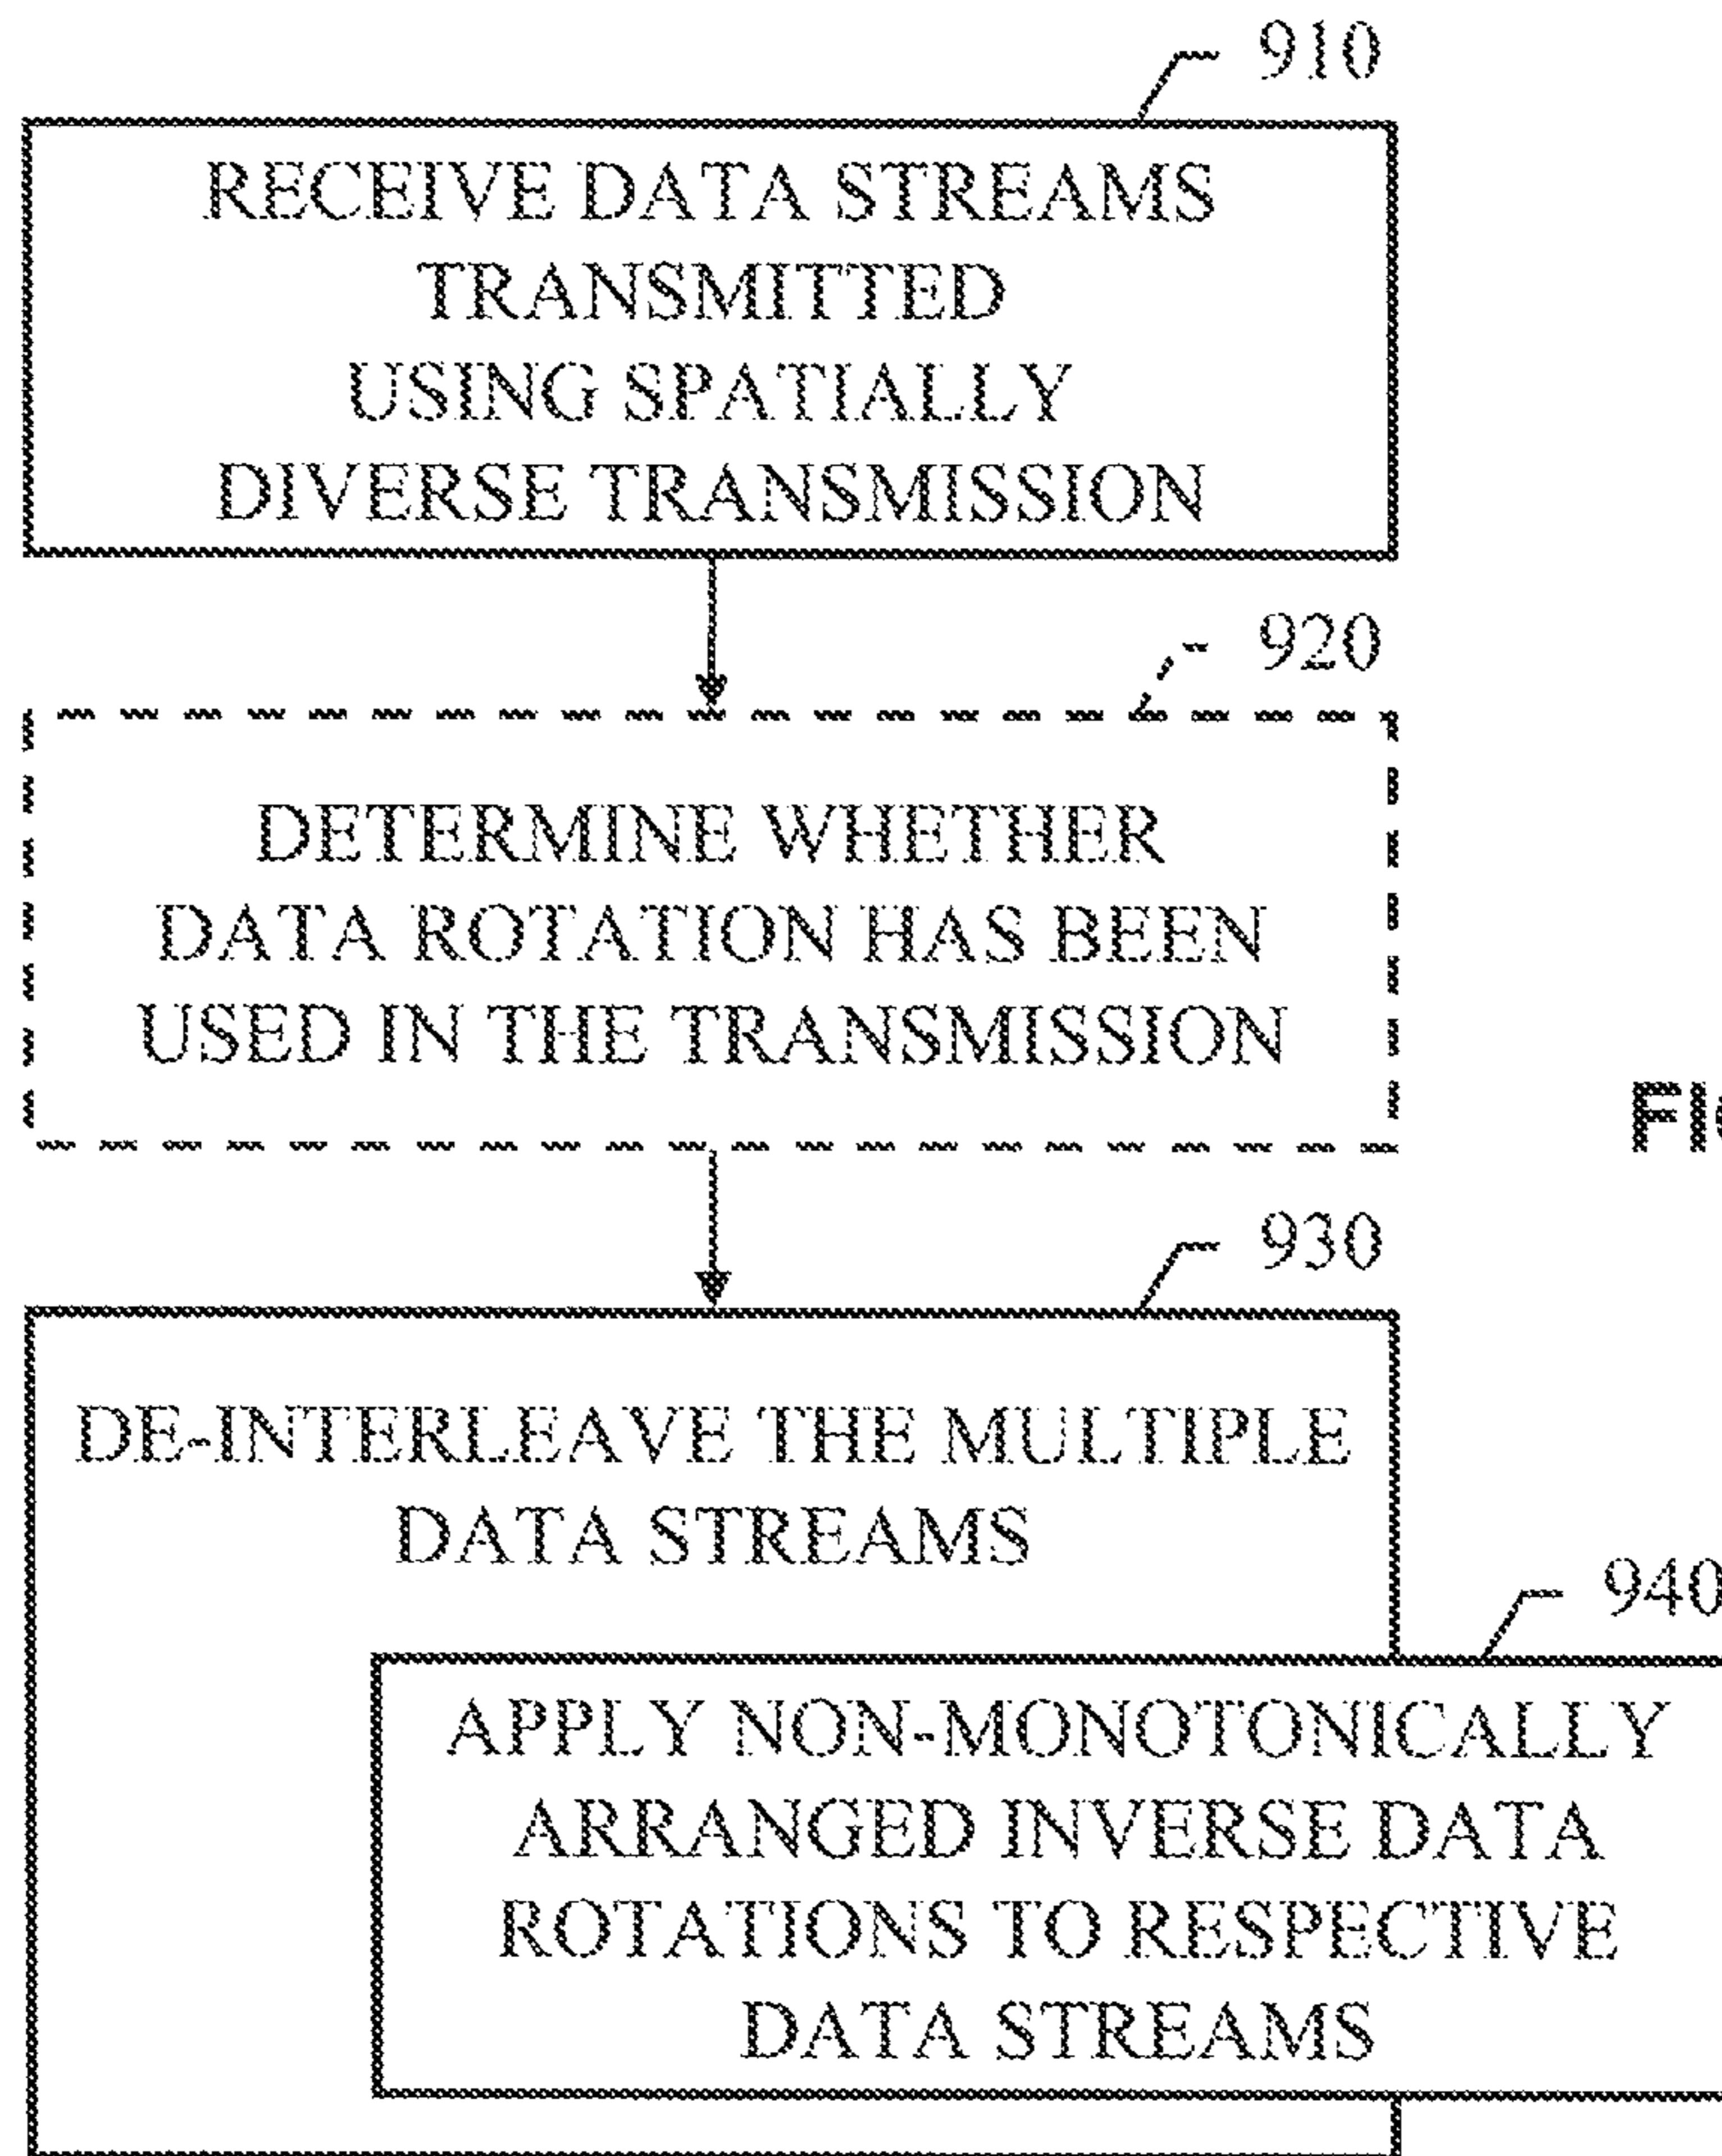 910
RECEIVE DATA STREAMS
TRANSMITTED
USING SPATIALLY
DIVERSE TRANSMISSION
920
DETERMINE WHETHER
DATA ROTATION HAS BEEN
USED IN THE TRANSMISSION
930
DE-INTERLEAVE THE MULTIPLE
DATA STREAMS
940
APPLY NON-MONOTONICALLY
ARRANGED INVERSE DATA
ROTATIONS TO RESPECTIVE
DATA STREAMS